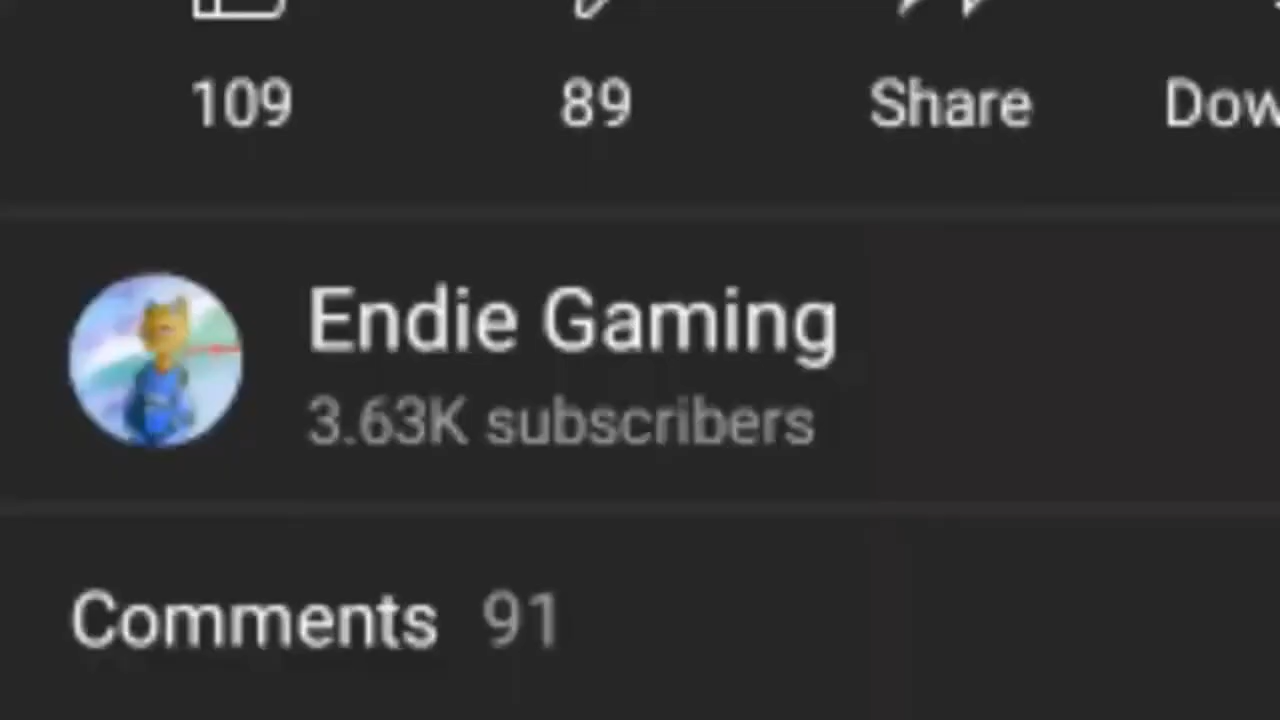 109 89 Share Dow
Endie Gaming
3.63K subscribers
Comments 91